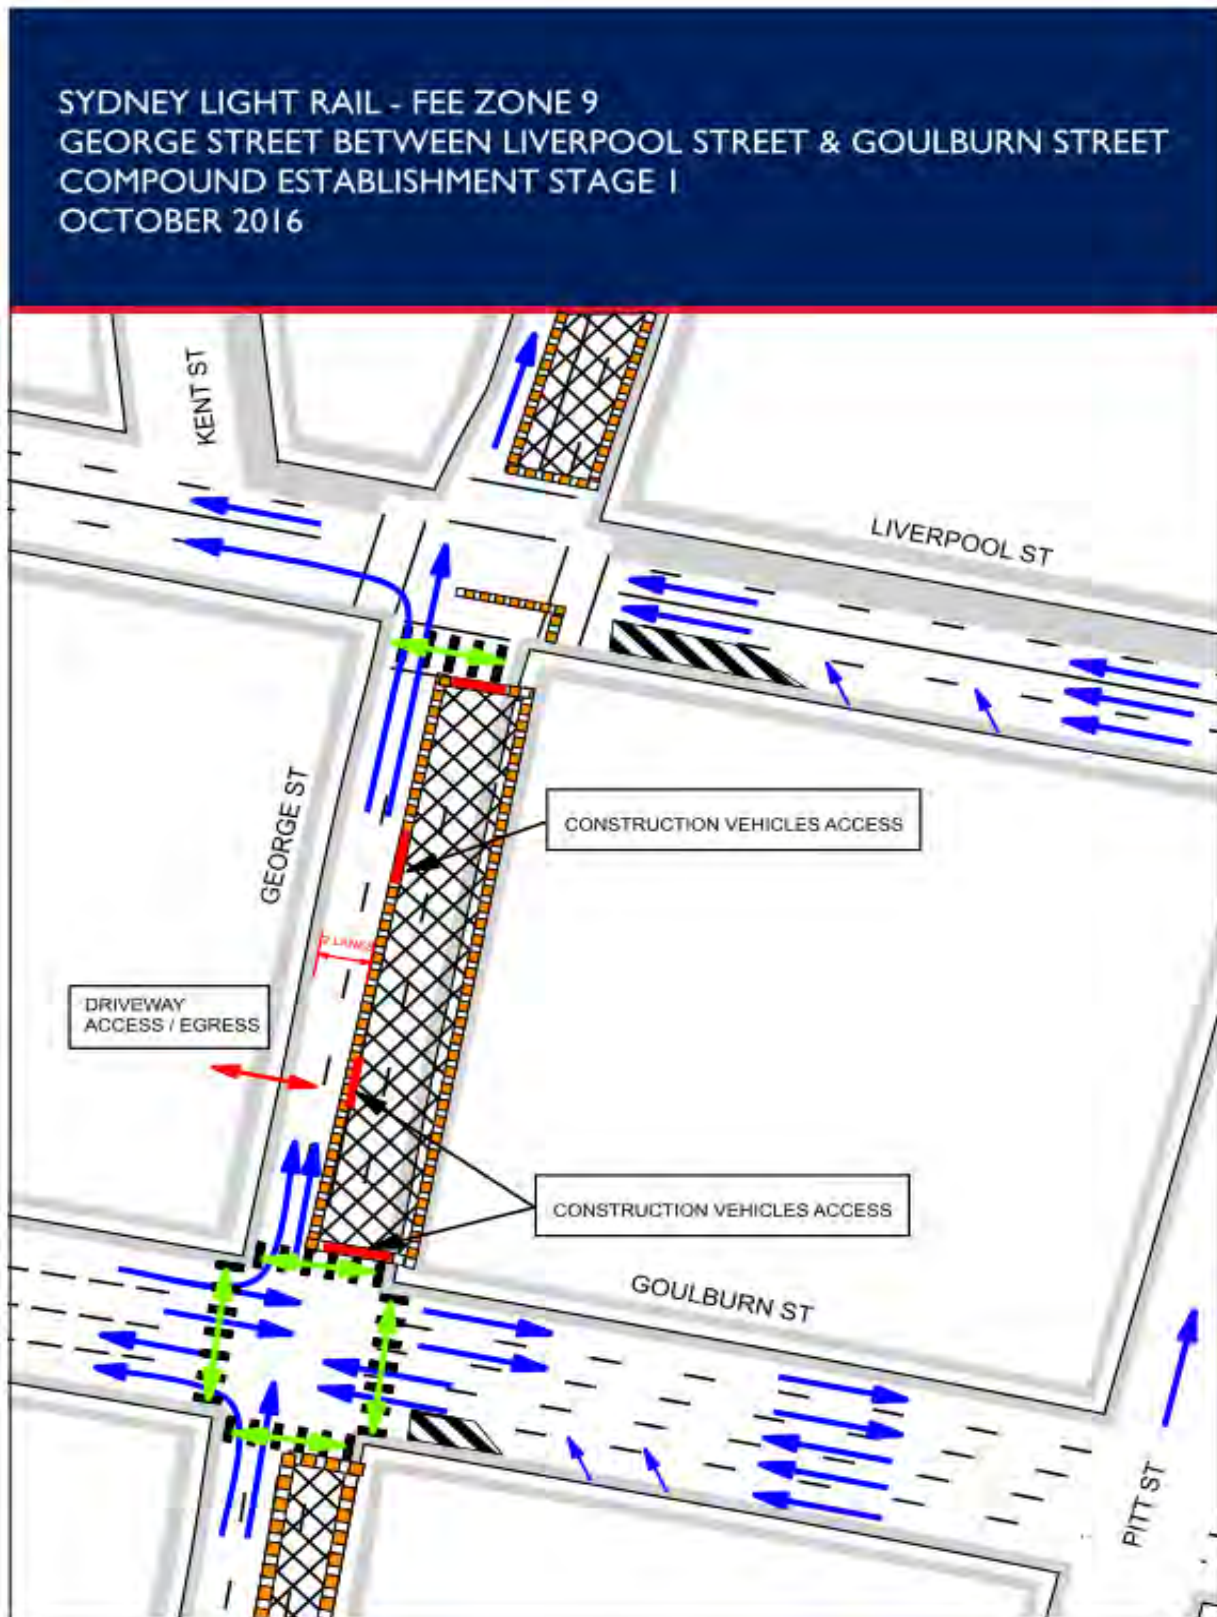 SYDNEY LIGHT RAIL - FEE ZONE 9
GEORGE STREET BETWEEN LIVERPOOL STREET & GOULBURN STREET
COMPOUND ESTABLISHMENT STAGE 1
OCTOBER 2016
KENT ST
LIVERPOOL ST
GEORGE ST
CONSTRUCTION VEHICLES ACCESS
2 LANES
DRIVEWAY
ACCESS / EGRESS
CONSTRUCTION VEHICLES ACCESS
GOULBURN ST
PITT ST